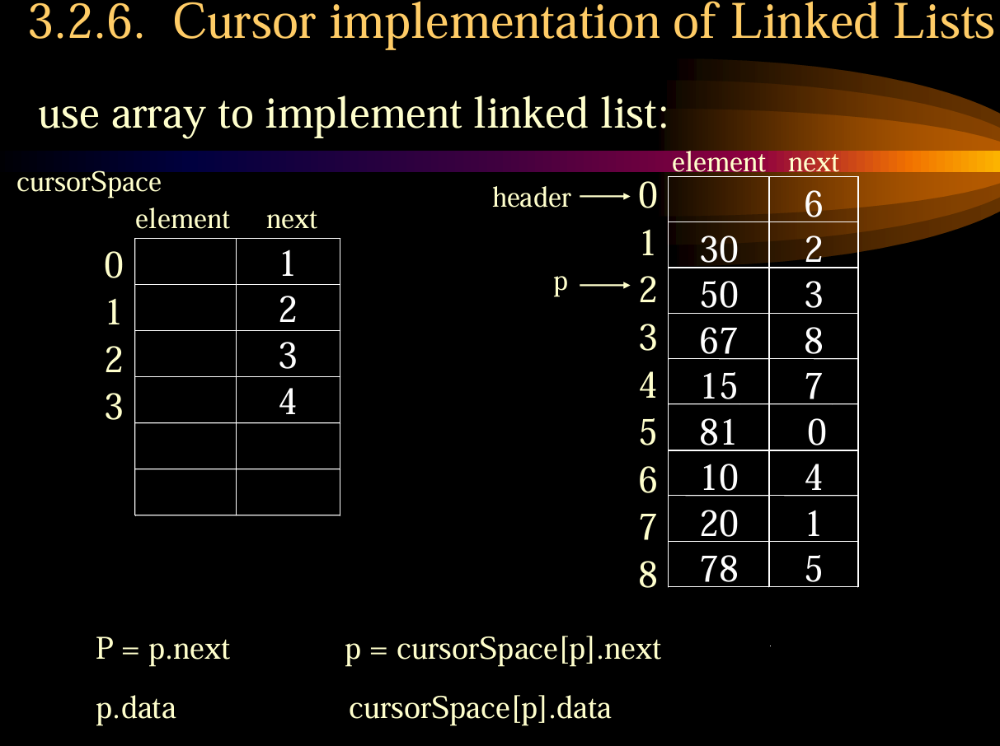 3.2.6. Cursor implementation of Linked Lists
use array to implement linked list:
cursorSpace
element next
0 1
1 2
2 3
3 4
element next
header 0 6
1 30 2
p 2 50 3
3 67 8
4 15 7
5 81 0
6 10 4
7 20 1
8 78 5
P = p.next p = cursorSpace[p].next
p.data cursorSpace[p].data